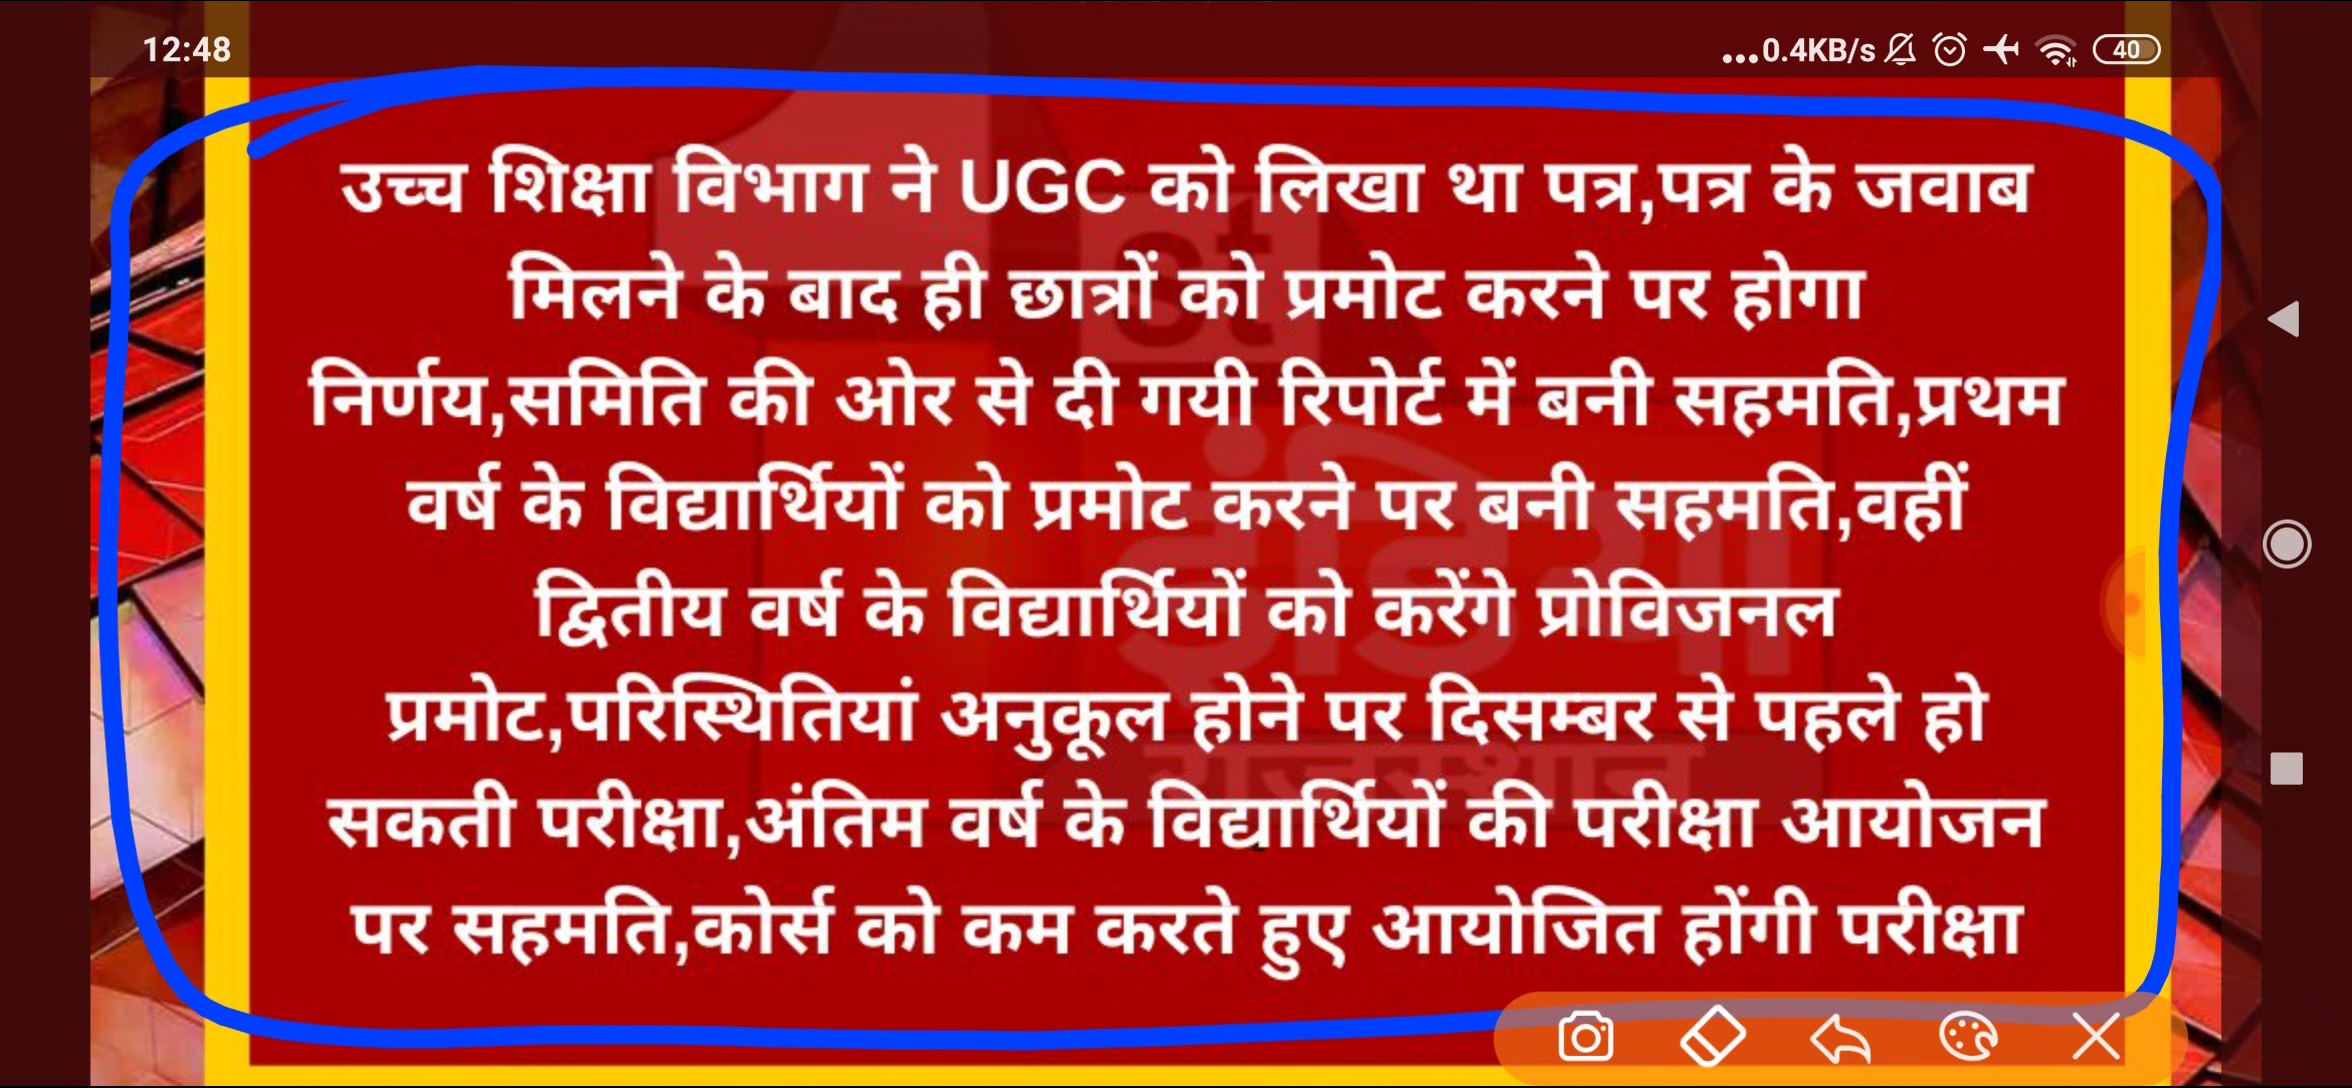 12:48
...0.4KB/s 40
उच्च शिक्षा विभाग ने UGC को लिखा था पत्र,पत्र के जवाब
मिलने के बाद ही छात्रों को प्रमोट करने पर होगा
निर्णय,समिति की ओर से दी गयी रिपोर्ट में बनी सहमति,प्रथम
वर्ष के विद्यार्थियों को प्रमोट करने पर बनी सहमति,वहीं
द्वितीय वर्ष के विद्यार्थियों को करेंगे प्रोविजनल
प्रमोट,परिस्थितियां अनुकूल होने पर दिसम्बर से पहले हो
सकती परीक्षा,अंतिम वर्ष के विद्यार्थियों की परीक्षा आयोजन
पर सहमति,कोर्स को कम करते हुए आयोजित होंगी परीक्षा
1st
इंडिया
राजस्थान